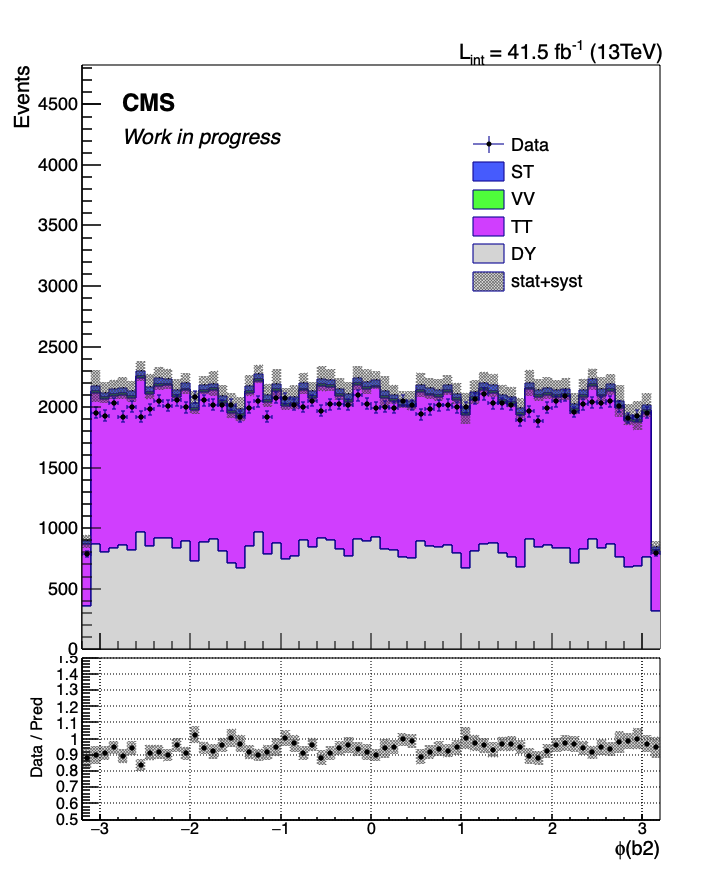 L_int = 41.5 fb^-1 (13TeV)
Events
CMS
Work in progress
Data
ST
VV
TT
DY
stat+syst
4500
4000
3500
3000
2500
2000
1500
1000
500
0
Data / Pred
1.5
1.4
1.3
1.2
1.1
1
0.9
0.8
0.7
0.6
0.5
−3 −2 −1 0 1 2 3
ϕ(b2)